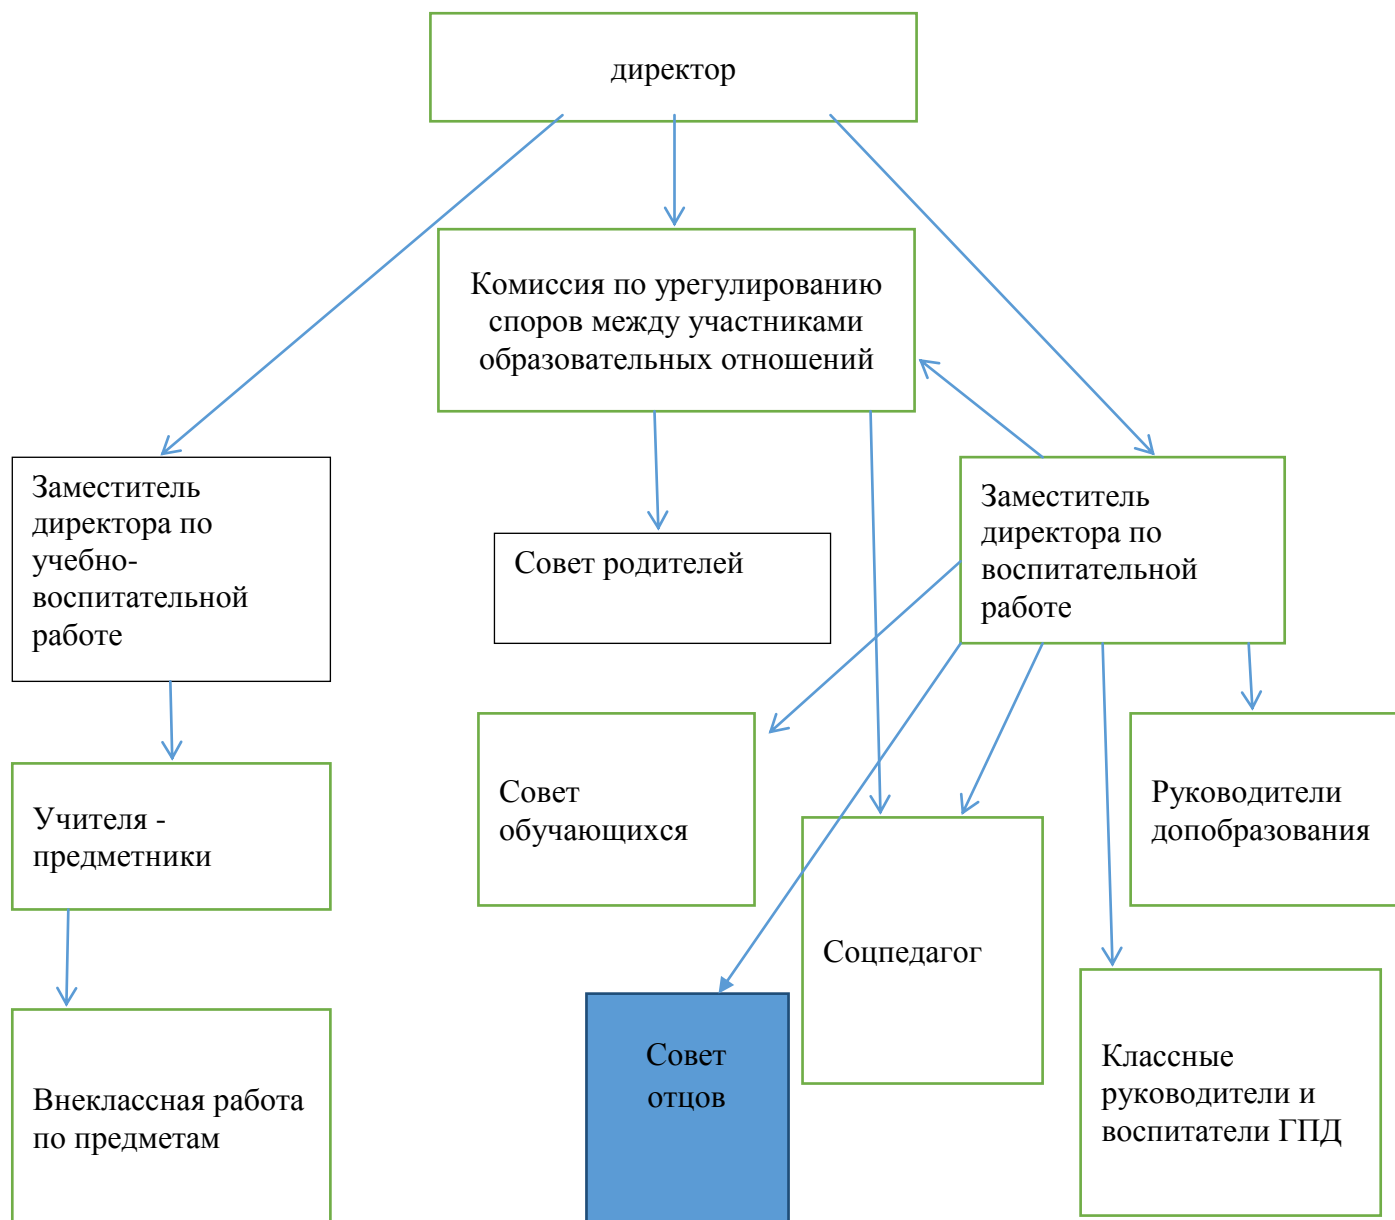 директор
Комиссия по урегулированию
споров между участниками
образовательных отношений
Заместитель
директора по
учебно-
воспитательной
работе
Совет родителей
Заместитель
директора по
воспитательной
работе
Учителя -
предметники
Совет
обучающихся
Руководители
допобразования
Соцпедагог
Внеклассная работа
по предметам
Совет
отцов
Классные
руководители и
воспитатели ГПД